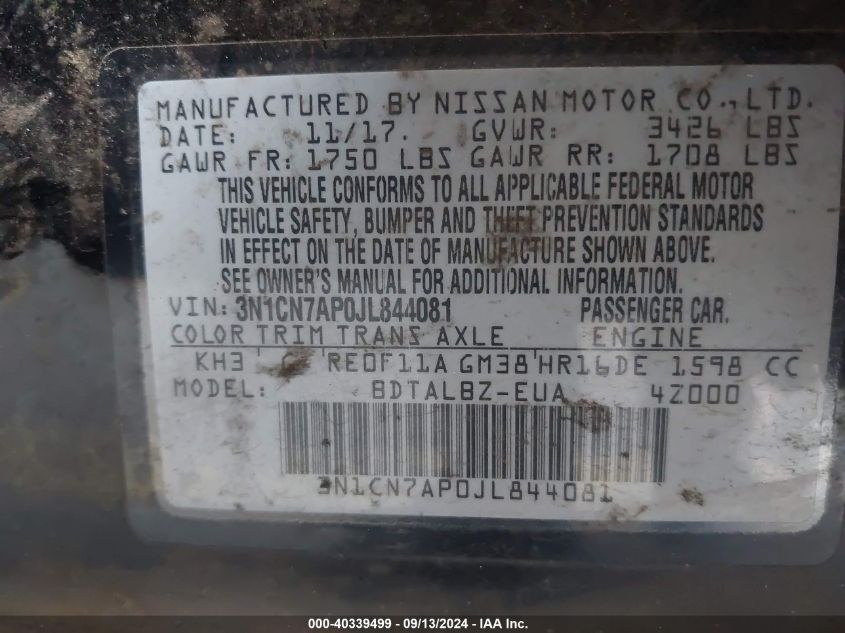 MANUFACTURED BY NISSAN MOTOR CO., LTD.
DATE: 11/17. GVWR: 3426 LBS
GAWR FR: 1750 LBS GAWR RR: 1708 LBS
THIS VEHICLE CONFORMS TO ALL APPLICABLE FEDERAL MOTOR
VEHICLE SAFETY, BUMPER AND THEFT PREVENTION STANDARDS
IN EFFECT ON THE DATE OF MANUFACTURE SHOWN ABOVE.
SEE OWNER'S MANUAL FOR ADDITIONAL INFORMATION.
VIN: 3N1CN7AP0JL844081 PASSENGER CAR.
COLOR TRIM TRANS AXLE ENGINE
KH3 RE0F11A GM38 HR16DE 1598 CC
MODEL: BDTALBZ-EUA 4Z000
3N1CN7AP0JL844081
000-40339499 - 09/13/2024 - IAA Inc.